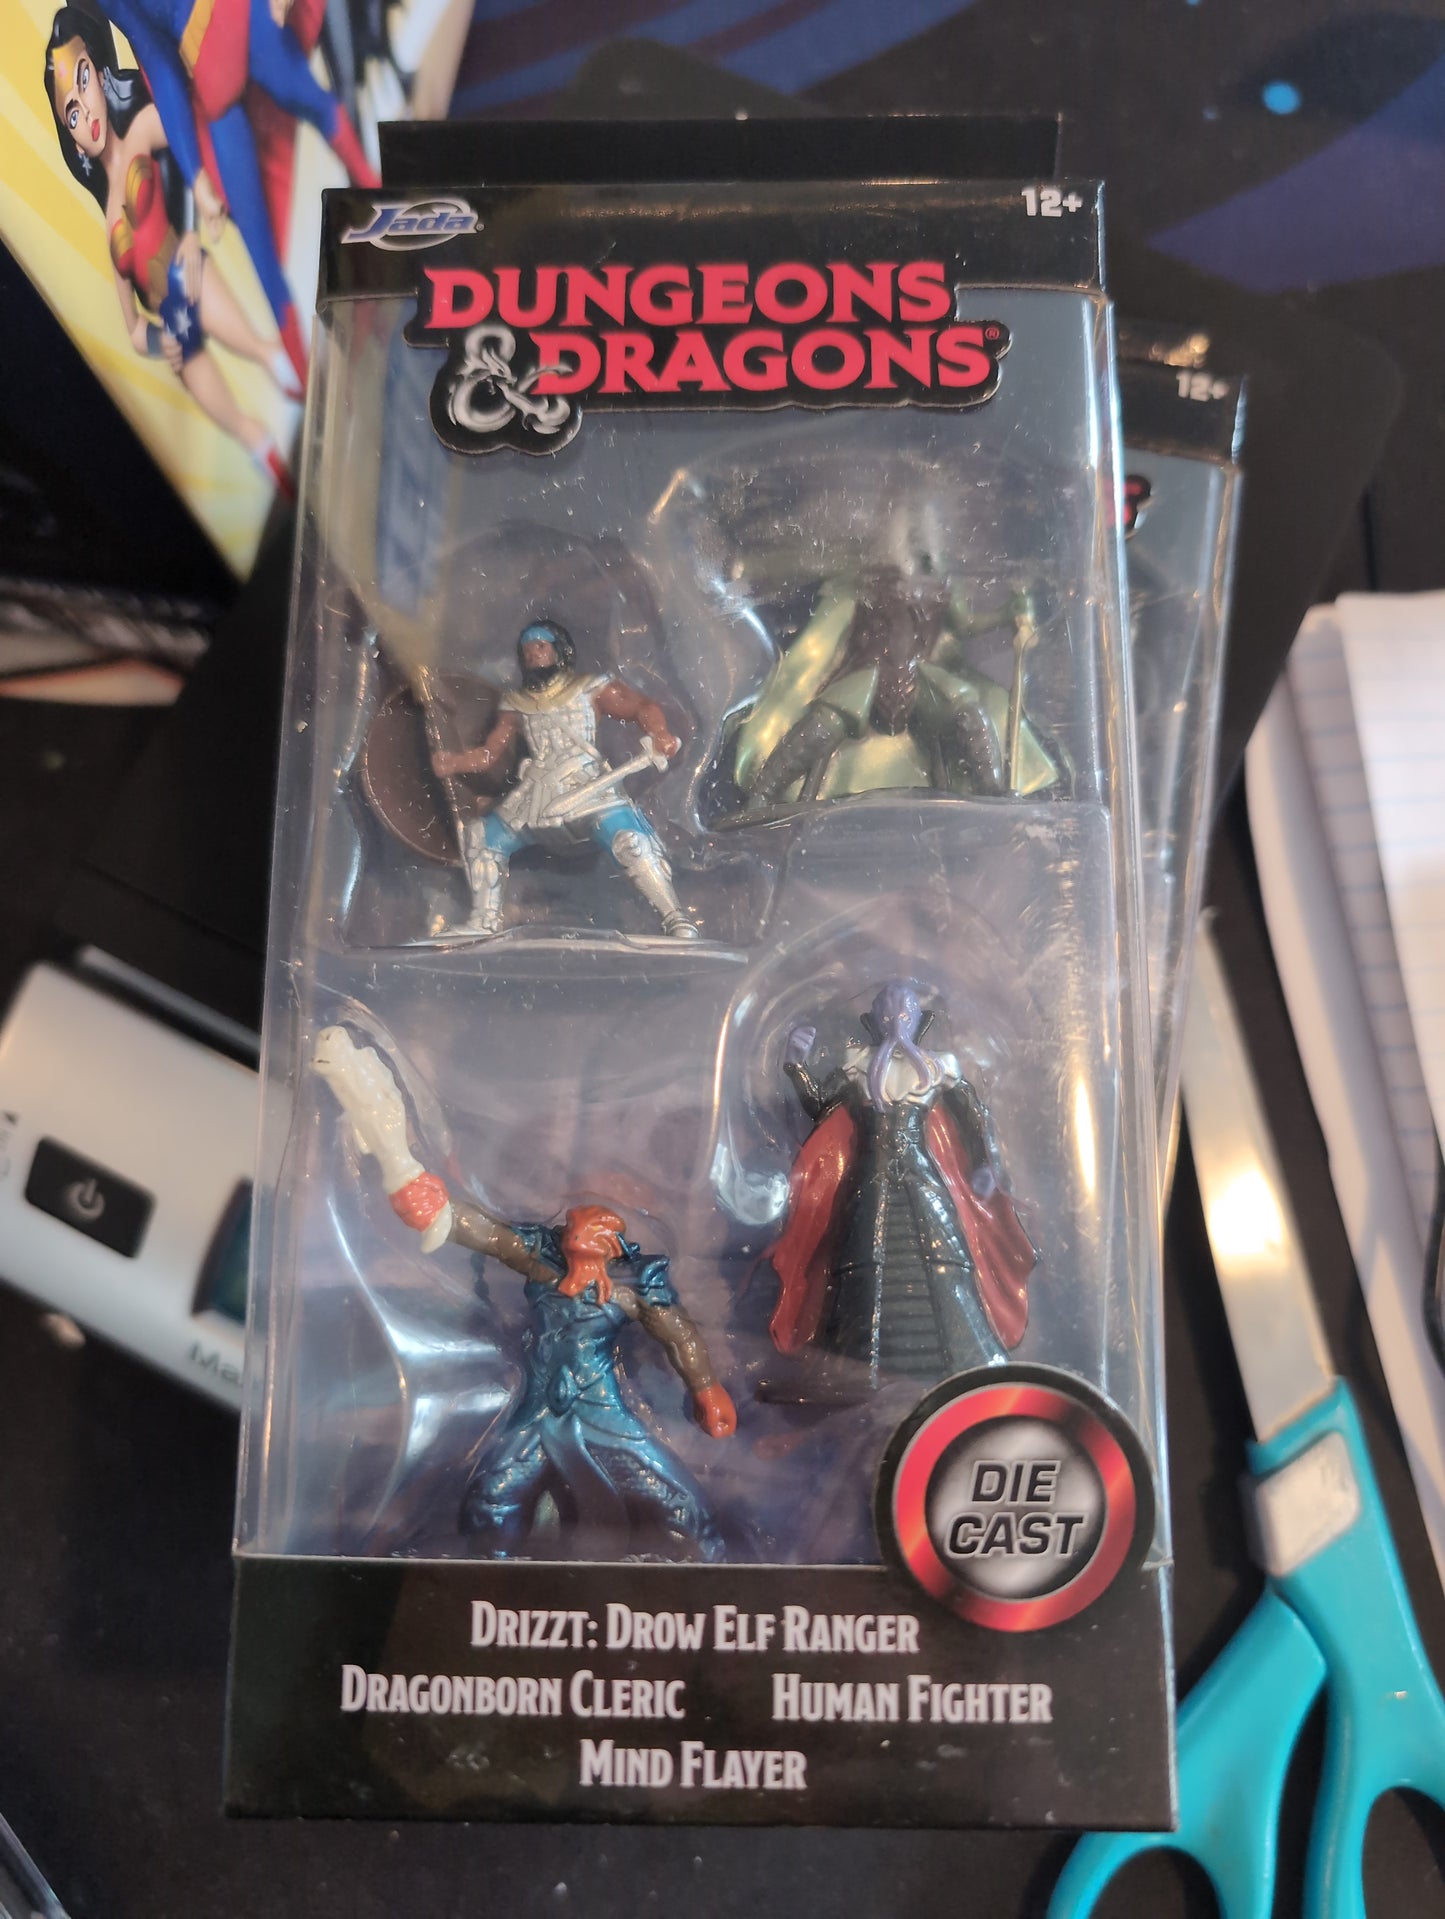 Jada
12+
DUNGEONS
& DRAGONS®
12+
DIE
CAST
DRIZZT: DROW ELF RANGER
DRAGONBORN CLERIC HUMAN FIGHTER
MIND FLAYER